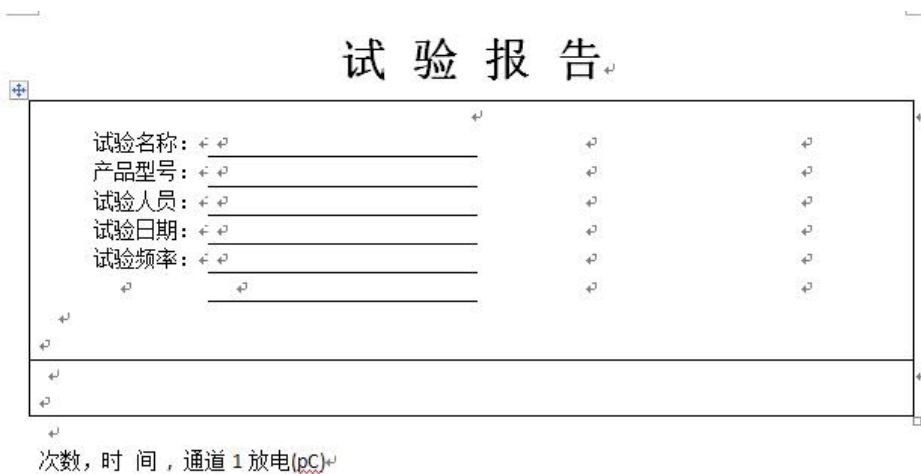 试 验 报 告
试验名称：
产品型号：
试验人员：
试验日期：
试验频率：
次数，时 间 , 通道 1 放电(pC)